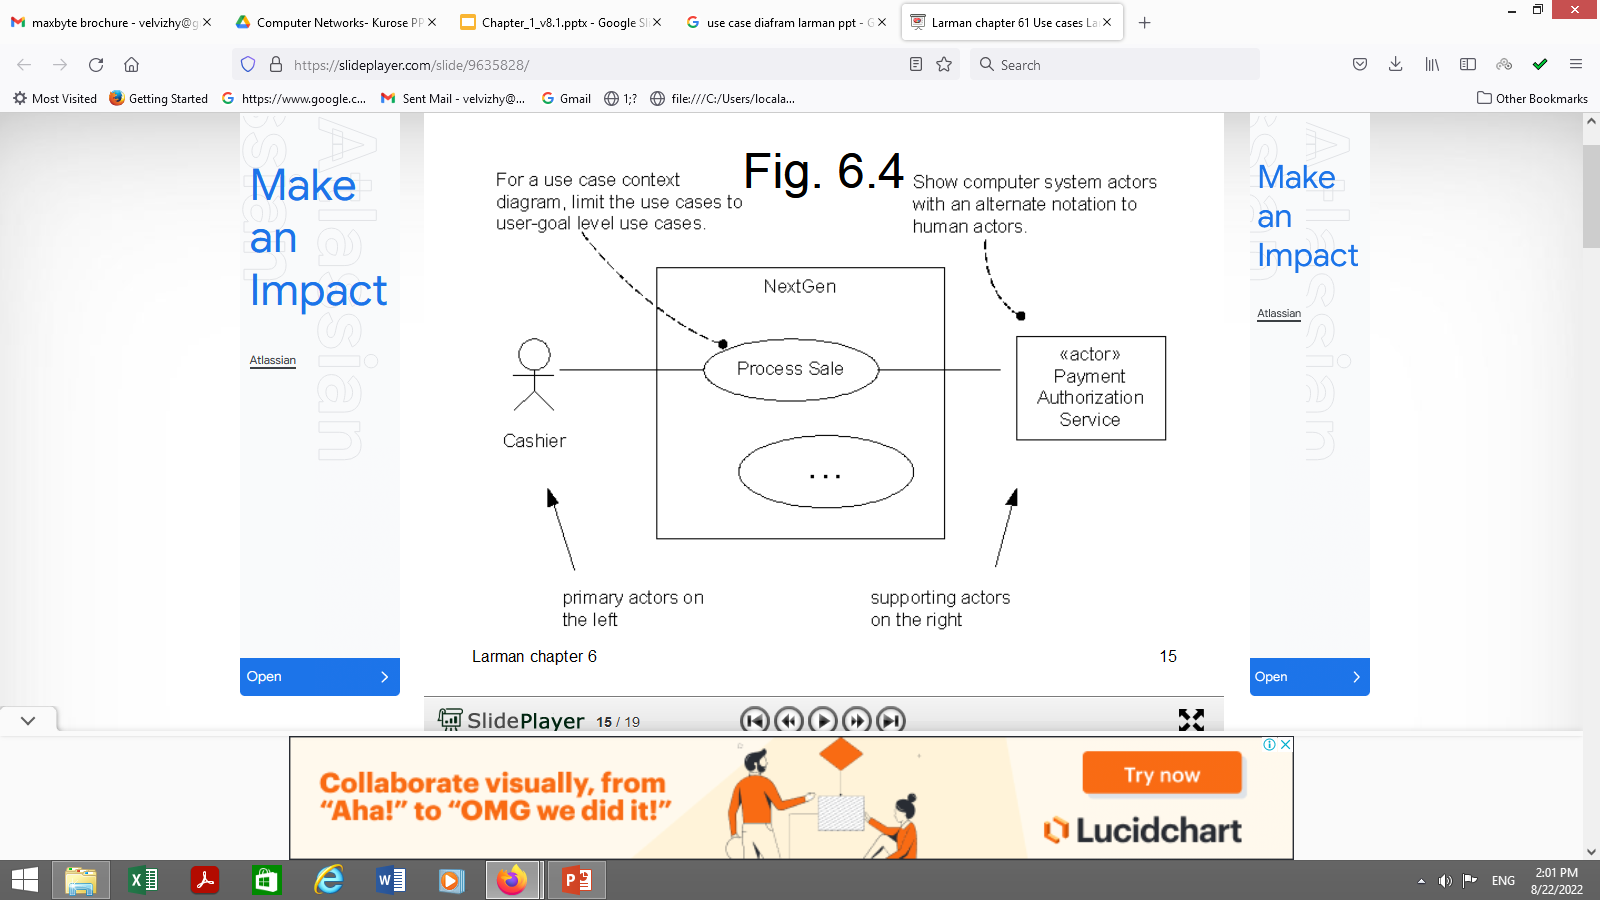 maxbyte brochure - velvizhy@g
Computer Networks- Kurose PP
Chapter_1_v8.1.pptx - Google Sli
use case diafram larman ppt - G
Larman chapter 61 Use cases La
https://slideplayer.com/slide/9635828/
Search
Most Visited
Getting Started
https://www.google.c...
Sent Mail - velvizhy@...
Gmail
1;?
file:///C:/Users/locala...
Other Bookmarks
Make
an
Impact
Atlassian
Atlassian
Open
Fig. 6.4
For a use case context
diagram, limit the use cases to
user-goal level use cases.
Show computer system actors
with an alternate notation to
human actors.
NextGen
Process Sale
. . .
Cashier
«actor»
Payment
Authorization
Service
primary actors on
the left
supporting actors
on the right
Larman chapter 6
15
Make
an
Impact
Atlassian
Atlassian
Open
SlidePlayer
15 / 19
Collaborate visually, from
“Aha!” to “OMG we did it!”
Try now
Lucidchart
ENG
2:01 PM
8/22/2022